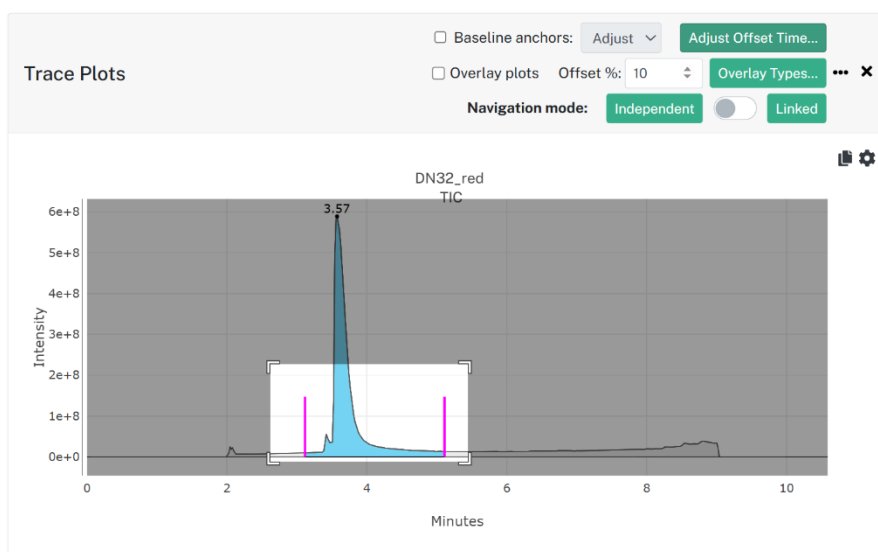 Baseline anchors: Adjust Adjust Offset Time...
Trace Plots
Overlay plots Offset %: 10 Overlay Types...
Navigation mode: Independent Linked
DN32_red
TIC
3.57
6e+8
5e+8
4e+8
3e+8
2e+8
1e+8
0e+0
Intensity
0 2 4 6 8 10
Minutes